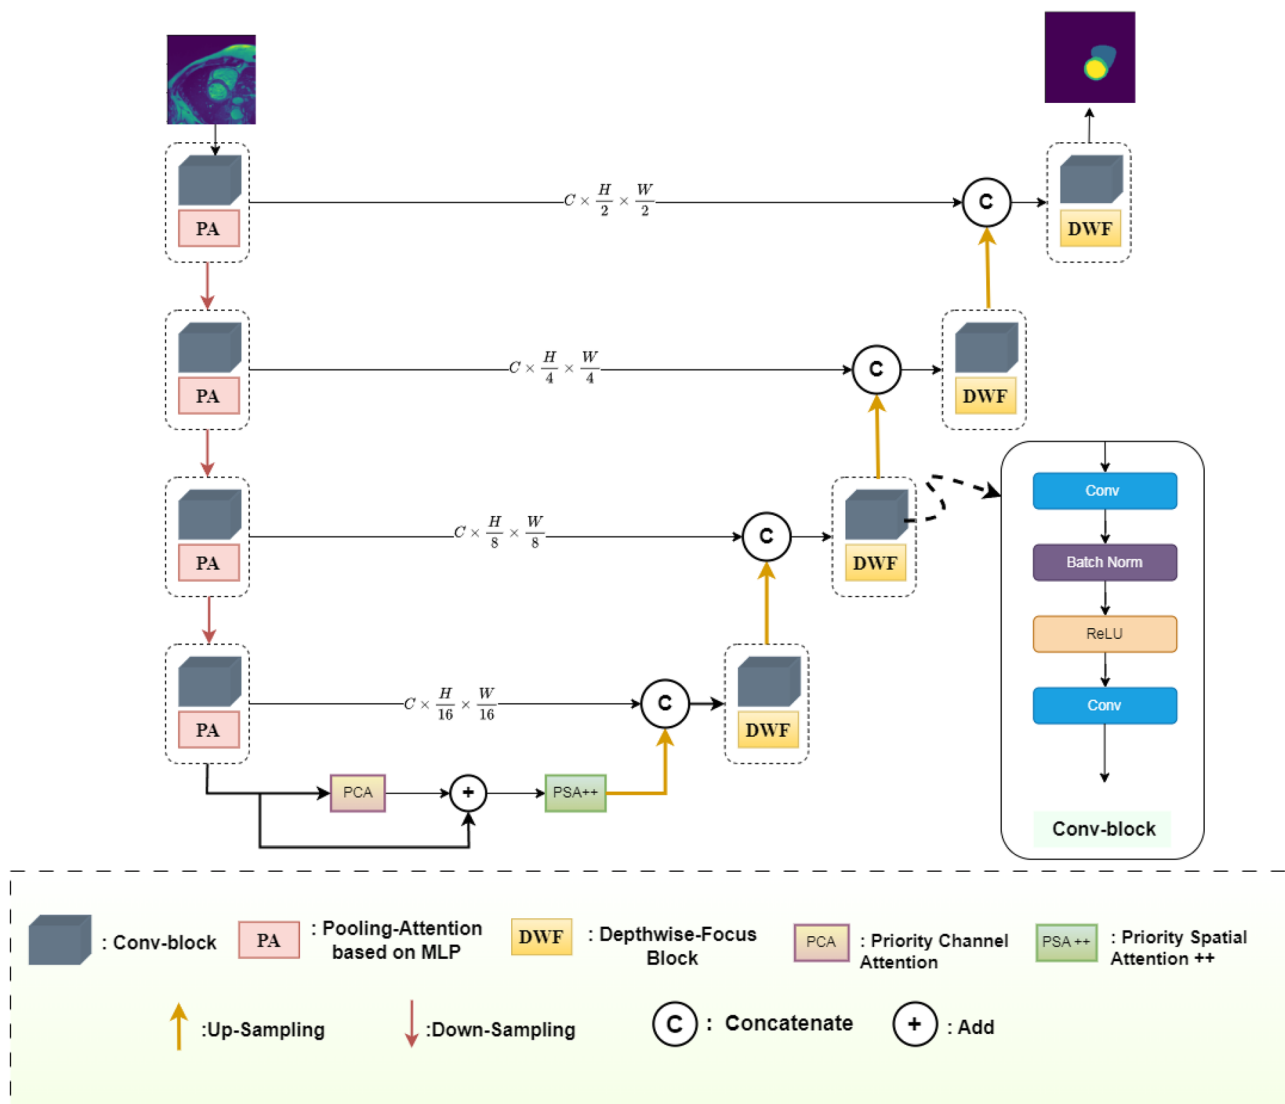 PA
C × H/2 × W/2
C
DWF
PA
C × H/4 × W/4
C
DWF
PA
C × H/8 × W/8
C
DWF
PA
C × H/16 × W/16
C
DWF
PCA
+
PSA++
Conv
Batch Norm
ReLU
Conv
Conv-block
: Conv-block
PA
: Pooling-Attention
based on MLP
DWF
: Depthwise-Focus
Block
PCA
: Priority Channel
Attention
PSA ++
: Priority Spatial
Attention ++
:Up-Sampling
:Down-Sampling
C
: Concatenate
+
: Add